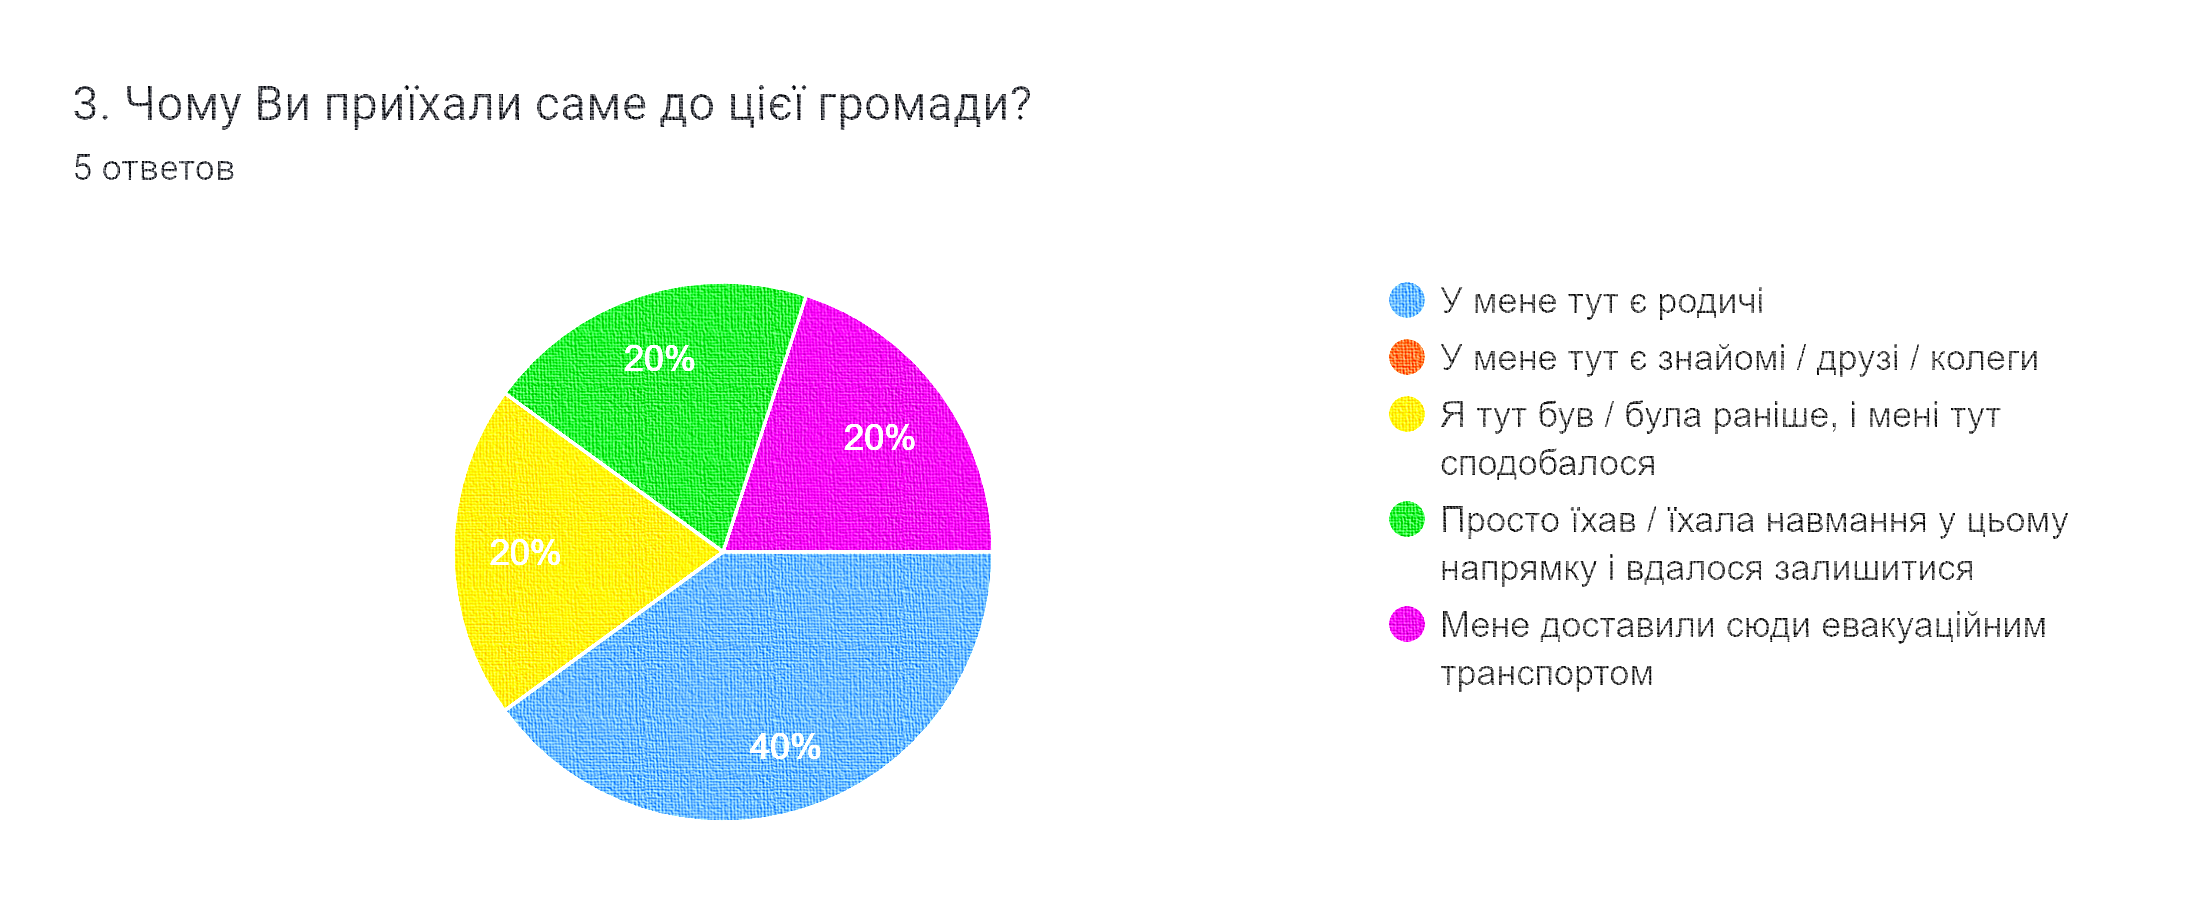 3. Чому Ви приїхали саме до цієї громади?
5 ответов
20%
20%
20%
40%
У мене тут є родичі
У мене тут є знайомі / друзі / колеги
Я тут був / була раніше, і мені тут
сподобалося
Просто їхав / їхала навмання у цьому
напрямку і вдалося залишитися
Мене доставили сюди евакуаційним
транспортом